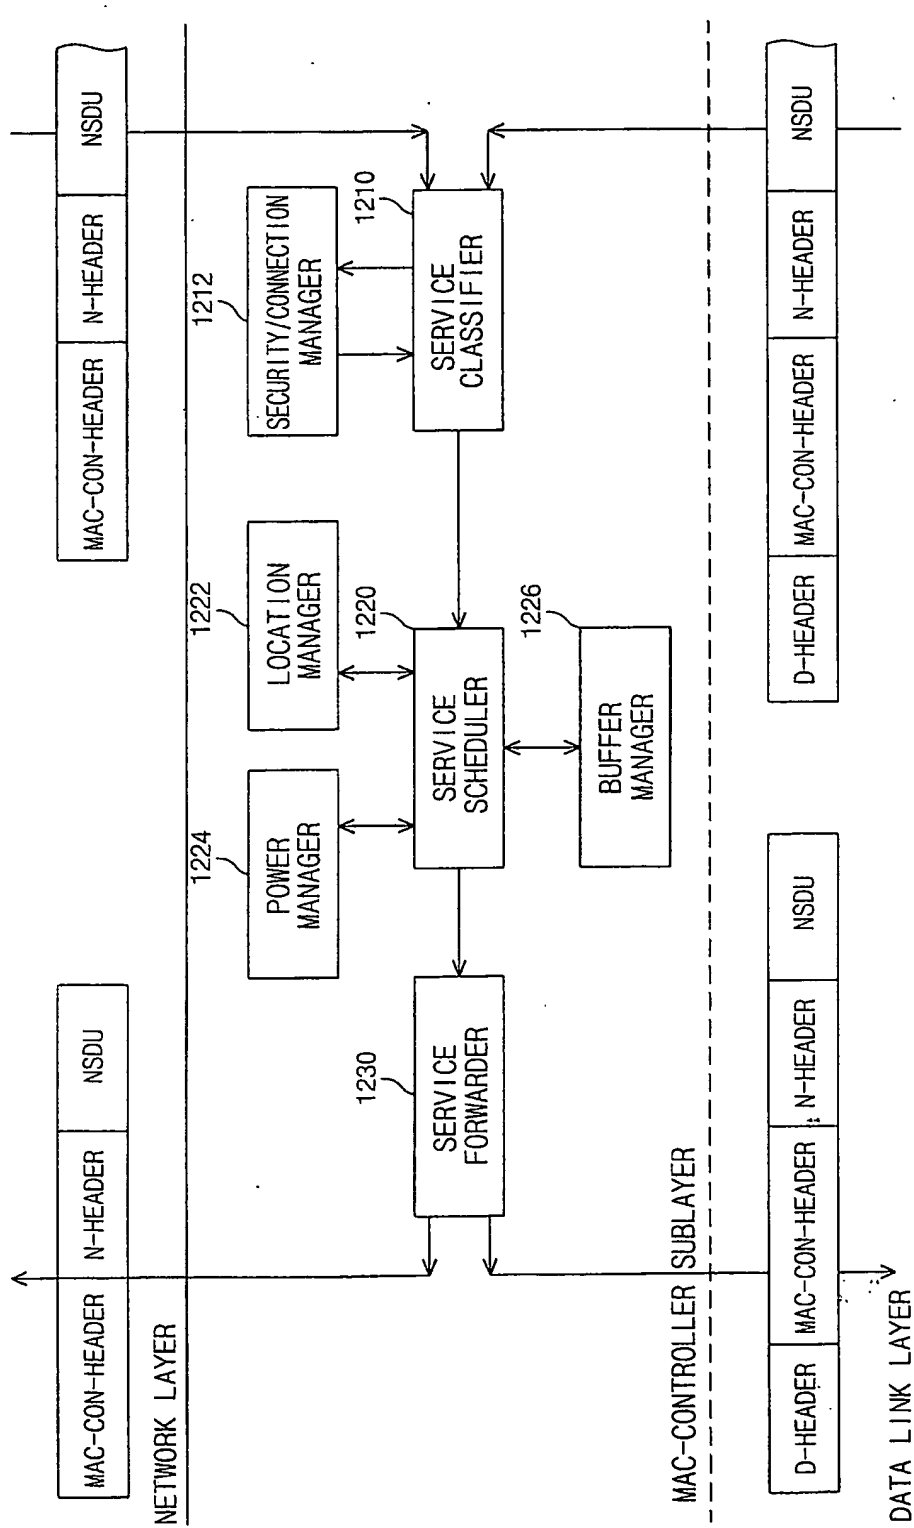 MAC-CON-HEADER
N-HEADER
NSDU
MAC-CON-HEADER
N-HEADER
NSDU
NETWORK LAYER
1224
POWER
MANAGER
1222
LOCATION
MANAGER
1212
SECURITY/CONNECTION
MANAGER
1230
SERVICE
FORWARDER
1220
SERVICE
SCHEDULER
1210
SERVICE
CLASSIFIER
1226
BUFFER
MANAGER
MAC-CONTROLLER SUBLAYER
D-HEADER
MAC-CON-HEADER
N-HEADER
NSDU
D-HEADER
MAC-CON-HEADER
N-HEADER
NSDU
DATA LINK LAYER